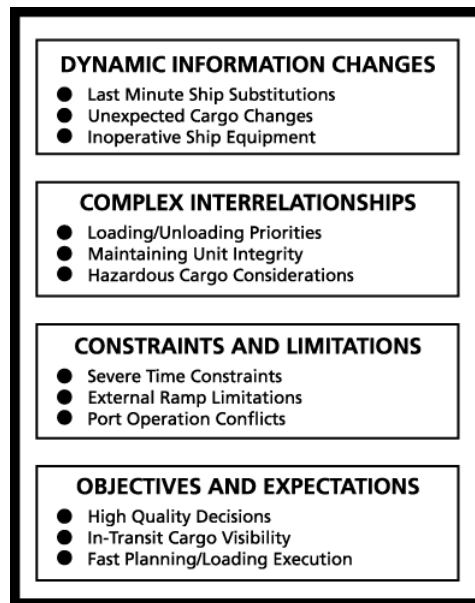 DYNAMIC INFORMATION CHANGES
● Last Minute Ship Substitutions
● Unexpected Cargo Changes
● Inoperative Ship Equipment
COMPLEX INTERRELATIONSHIPS
● Loading/Unloading Priorities
● Maintaining Unit Integrity
● Hazardous Cargo Considerations
CONSTRAINTS AND LIMITATIONS
● Severe Time Constraints
● External Ramp Limitations
● Port Operation Conflicts
OBJECTIVES AND EXPECTATIONS
● High Quality Decisions
● In-Transit Cargo Visibility
● Fast Planning/Loading Execution